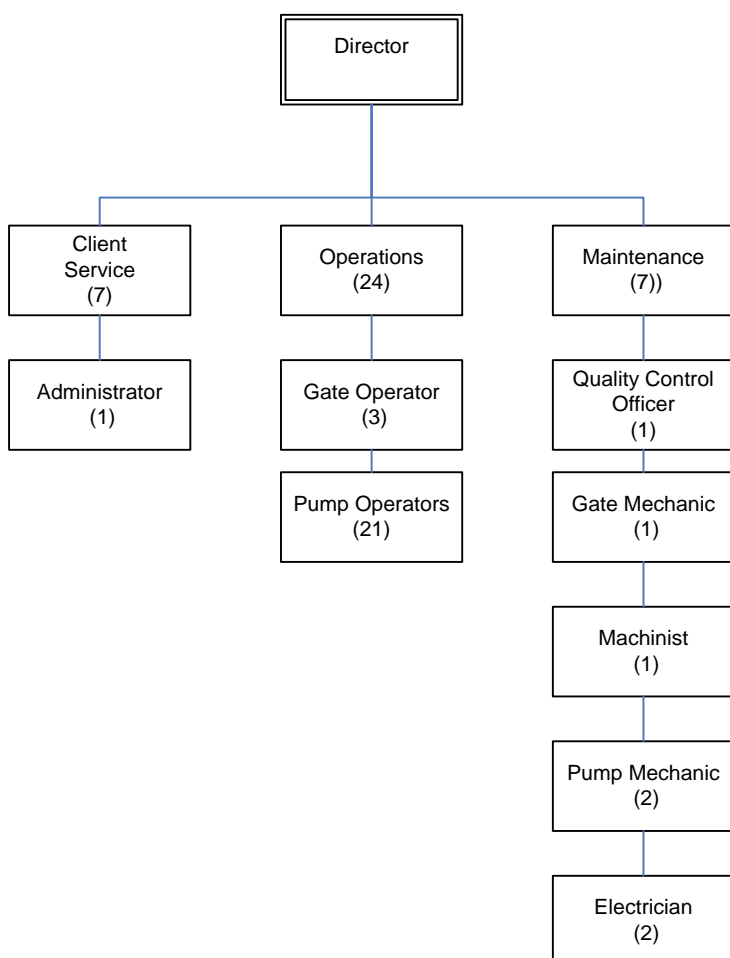 Director
Client
Service
(7)
Operations
(24)
Maintenance
(7))
Administrator
(1)
Gate Operator
(3)
Quality Control
Officer
(1)
Pump Operators
(21)
Gate Mechanic
(1)
Machinist
(1)
Pump Mechanic
(2)
Electrician
(2)